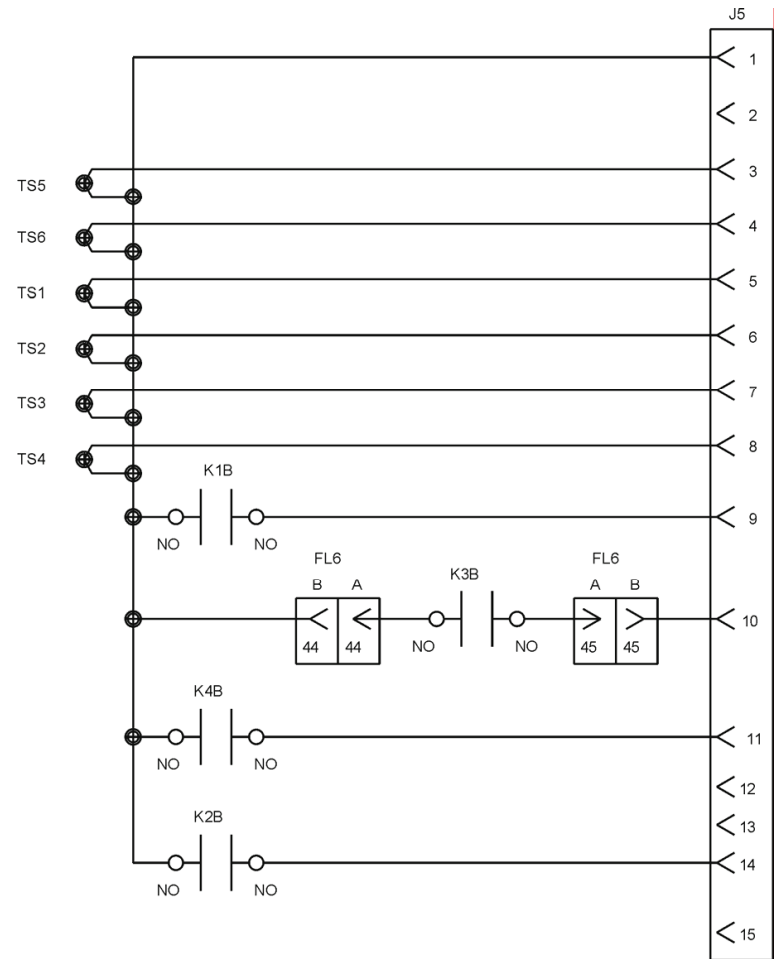 J5
1
2
3
TS5
4
TS6
5
TS1
6
TS2
7
TS3
8
TS4
K1B
9
NO NO
FL6 FL6
B A K3B A B
10
44 44 NO NO 45 45
K4B
11
NO NO
12
K2B
13
14
NO NO
15